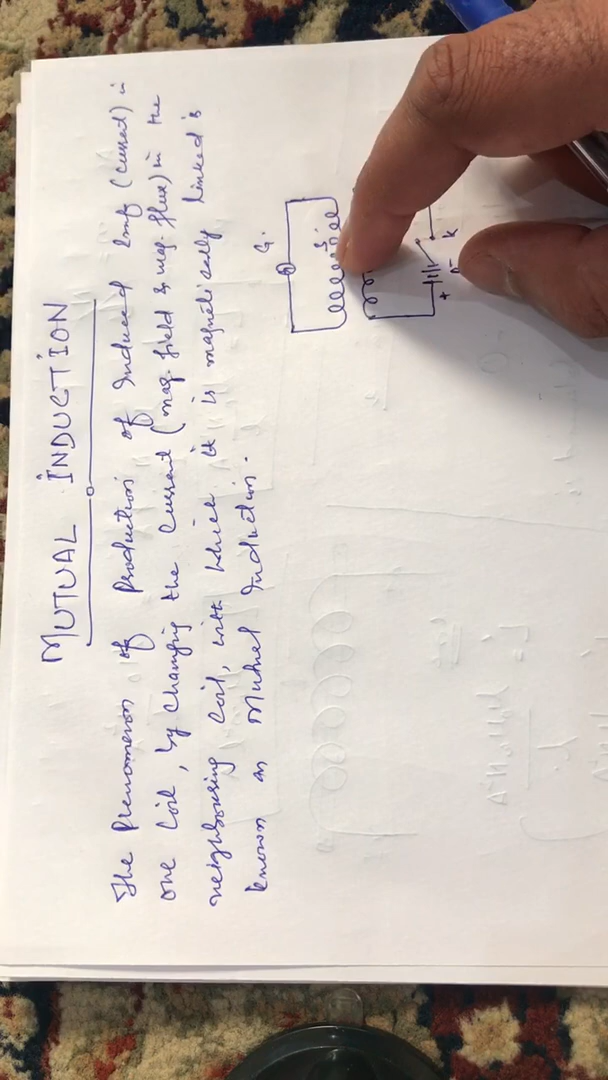 MUTUAL INDUCTION
The Phenomenon of Production of Induced emf (current) in
one Coil, by changing the current (mag. field & mag. flux) in the
neighbouring Coil, with which it is magnetically linked is
known as Mutual Induction.
G.
S
+
-
K